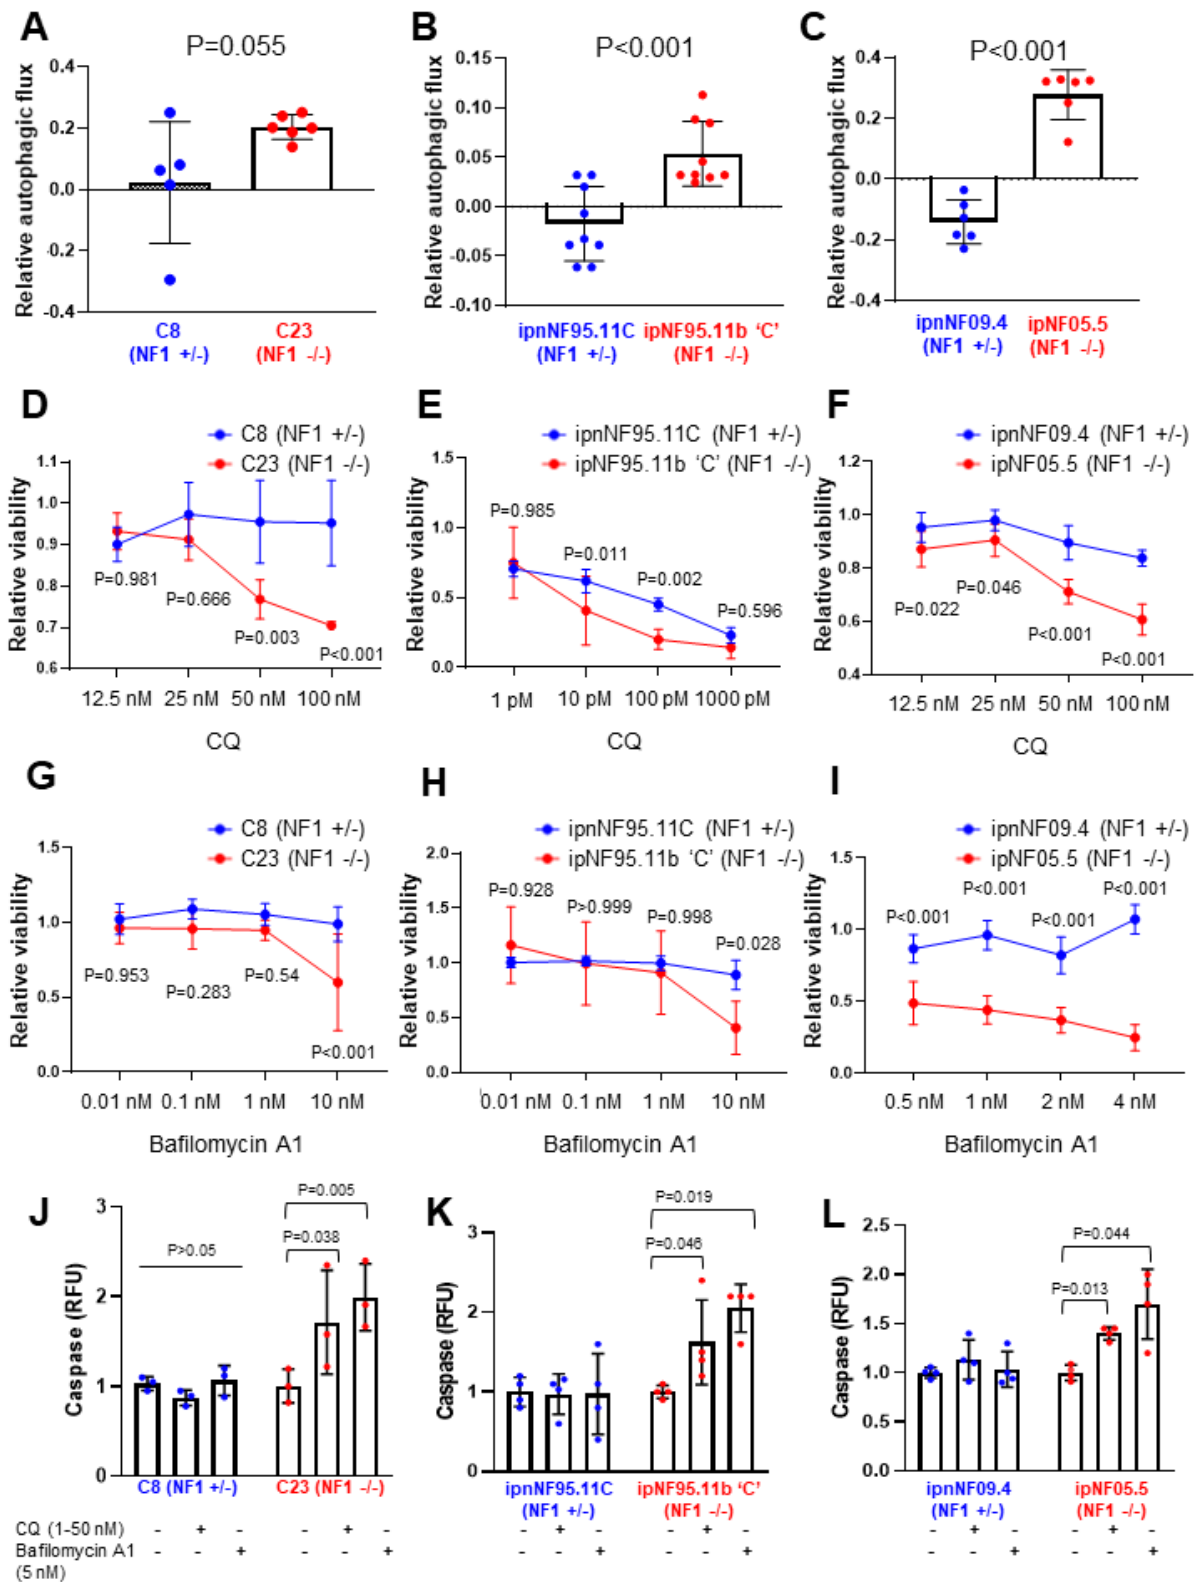 A
P=0.055
Relative autophagic flux
0.4
0.2
0.0
-0.2
-0.4
C8
(NF1 +/-)
C23
(NF1 -/-)
B
P<0.001
Relative autophagic flux
0.15
0.10
0.05
0.00
-0.05
-0.10
ipnNF95.11C
(NF1 +/-)
ipNF95.11b ‘C’
(NF1 -/-)
C
P<0.001
Relative autophagic flux
0.4
0.2
0.0
-0.2
-0.4
ipnNF09.4
(NF1 +/-)
ipNF05.5
(NF1 -/-)
D
C8 (NF1 +/-)
C23 (NF1 -/-)
Relative viability
1.1
1.0
0.9
0.8
0.7
0.6
P=0.981
P=0.666
P=0.003
P<0.001
12.5 nM 25 nM 50 nM 100 nM
CQ
E
ipnNF95.11C (NF1 +/-)
ipNF95.11b ‘C’ (NF1 -/-)
Relative viability
1.5
1.0
0.5
0.0
P=0.985
P=0.011
P=0.002
P=0.596
1 pM 10 pM 100 pM 1000 pM
CQ
F
ipnNF09.4 (NF1 +/-)
ipNF05.5 (NF1 -/-)
Relative viability
1.2
1.0
0.8
0.6
0.4
P=0.022
P=0.046
P<0.001
P<0.001
12.5 nM 25 nM 50 nM 100 nM
CQ
G
C8 (NF1 +/-)
C23 (NF1 -/-)
Relative viability
1.5
1.0
0.5
0.0
P=0.953
P=0.283
P=0.54
P<0.001
0.01 nM 0.1 nM 1 nM 10 nM
Bafilomycin A1
H
ipnNF95.11C (NF1 +/-)
ipNF95.11b ‘C’ (NF1 -/-)
Relative viability
2.0
1.5
1.0
0.5
0.0
P=0.928
P>0.999
P=0.998
P=0.028
0.01 nM 0.1 nM 1 nM 10 nM
Bafilomycin A1
I
ipnNF09.4 (NF1 +/-)
ipNF05.5 (NF1 -/-)
Relative viability
1.5
1.0
0.5
0.0
P<0.001
P<0.001
P<0.001
P<0.001
0.5 nM 1 nM 2 nM 4 nM
Bafilomycin A1
J
Caspase (RFU)
3
2
1
0
P>0.05
P=0.005
P=0.038
C8 (NF1 +/-) C23 (NF1 -/-)
K
Caspase (RFU)
3
2
1
0
P=0.019
P=0.046
ipnNF95.11C
(NF1 +/-)
ipNF95.11b ‘C’
(NF1 -/-)
L
Caspase (RFU)
2.5
2.0
1.5
1.0
0.5
0.0
P=0.044
P=0.013
ipnNF09.4
(NF1 +/-)
ipNF05.5
(NF1 -/-)
CQ (1-50 nM) - + - + - + - + - + - +
Bafilomycin A1 - - + - - + - - + - - + - - + - - +
(5 nM)